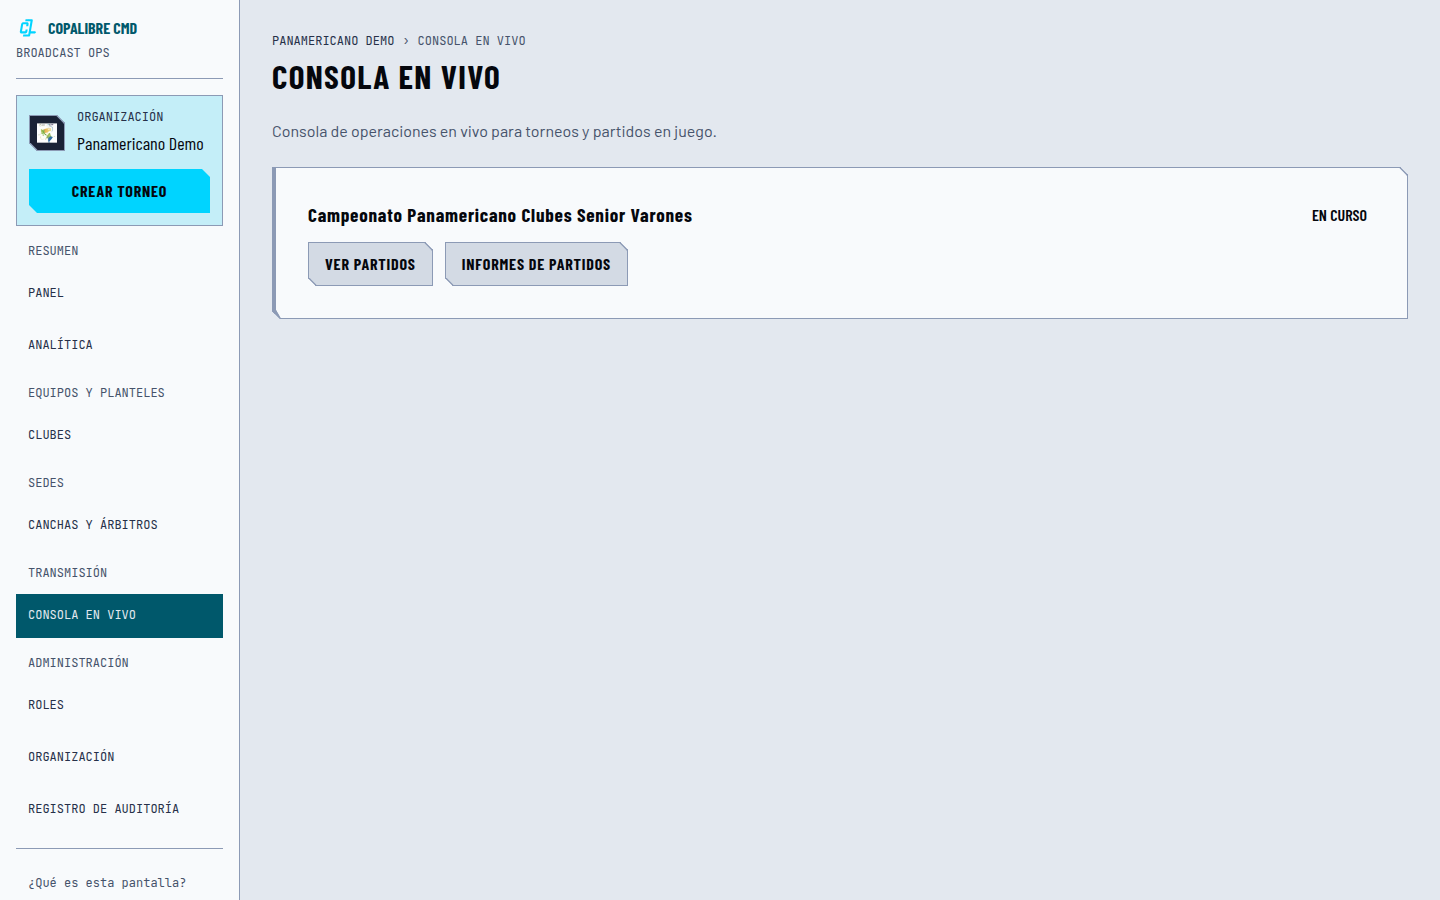 COPALIBRE CMD
BROADCAST OPS
ORGANIZACIÓN
Panamericano Demo
CREAR TORNEO
RESUMEN
PANEL
ANALÍTICA
EQUIPOS Y PLANTELES
CLUBES
SEDES
CANCHAS Y ÁRBITROS
TRANSMISIÓN
CONSOLA EN VIVO
ADMINISTRACIÓN
ROLES
ORGANIZACIÓN
REGISTRO DE AUDITORÍA
¿Qué es esta pantalla?
PANAMERICANO DEMO › CONSOLA EN VIVO
CONSOLA EN VIVO
Consola de operaciones en vivo para torneos y partidos en juego.
Campeonato Panamericano Clubes Senior Varones
EN CURSO
VER PARTIDOS
INFORMES DE PARTIDOS